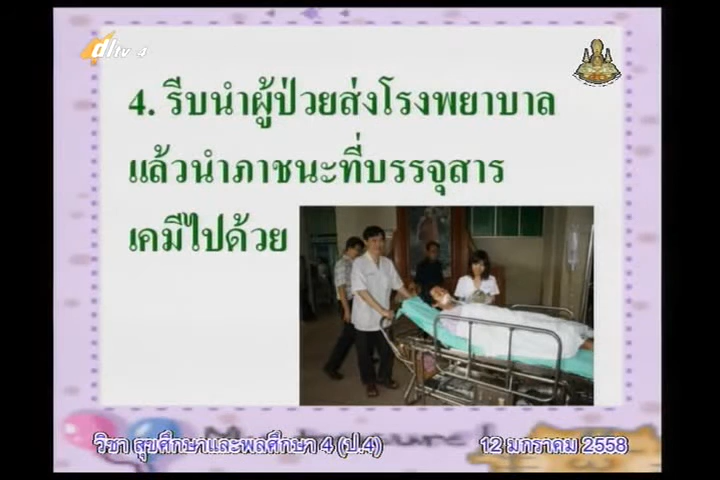 dltv 4
4. รีบนำผู้ป่วยส่งโรงพยาบาล
แล้วนำภาชนะที่บรรจุสาร
เคมีไปด้วย
วิชา สุขศึกษาและพลศึกษา 4 (ป.4)
12 มกราคม 2558